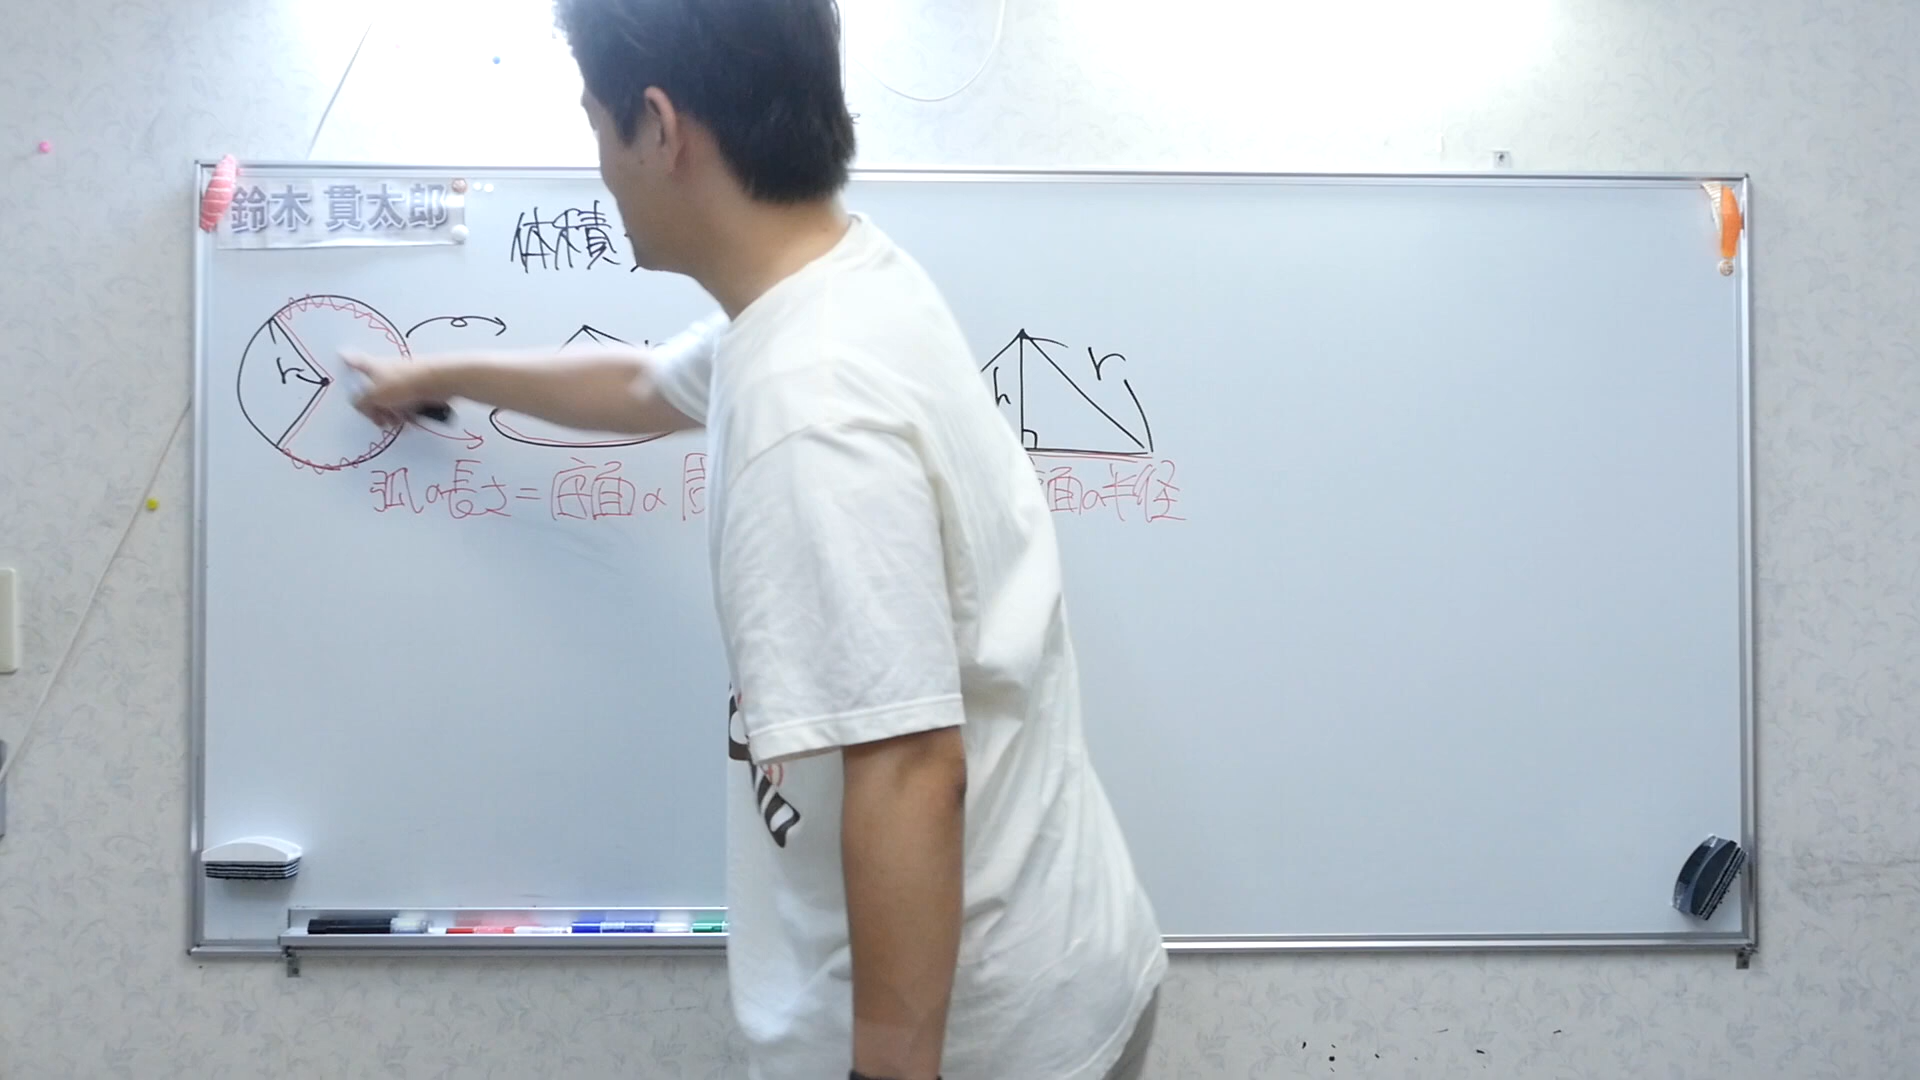 鈴木 貫太郎
体積
r
h
r
弧の長さ=底面の周
面の半径